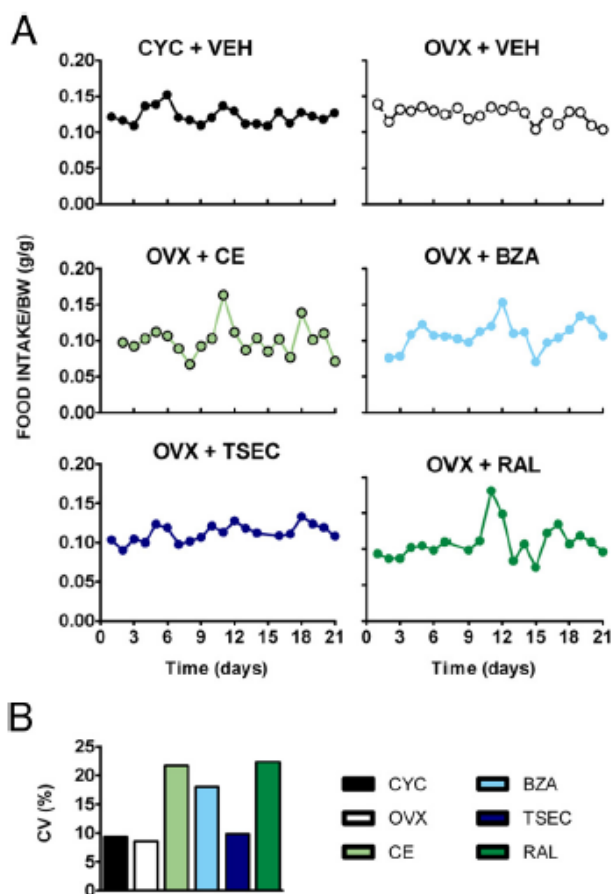 A
CYC + VEH
OVX + VEH
0.20
0.15
0.10
0.05
0.00
OVX + CE
OVX + BZA
0.20
0.15
0.10
0.05
0.00
FOOD INTAKE/BW (g/g)
OVX + TSEC
OVX + RAL
0.20
0.15
0.10
0.05
0.00
0 3 6 9 12 15 18 21
0 3 6 9 12 15 18 21
Time (days)
Time (days)
B
25
20
15
10
5
0
CV (%)
CYC
BZA
OVX
TSEC
CE
RAL